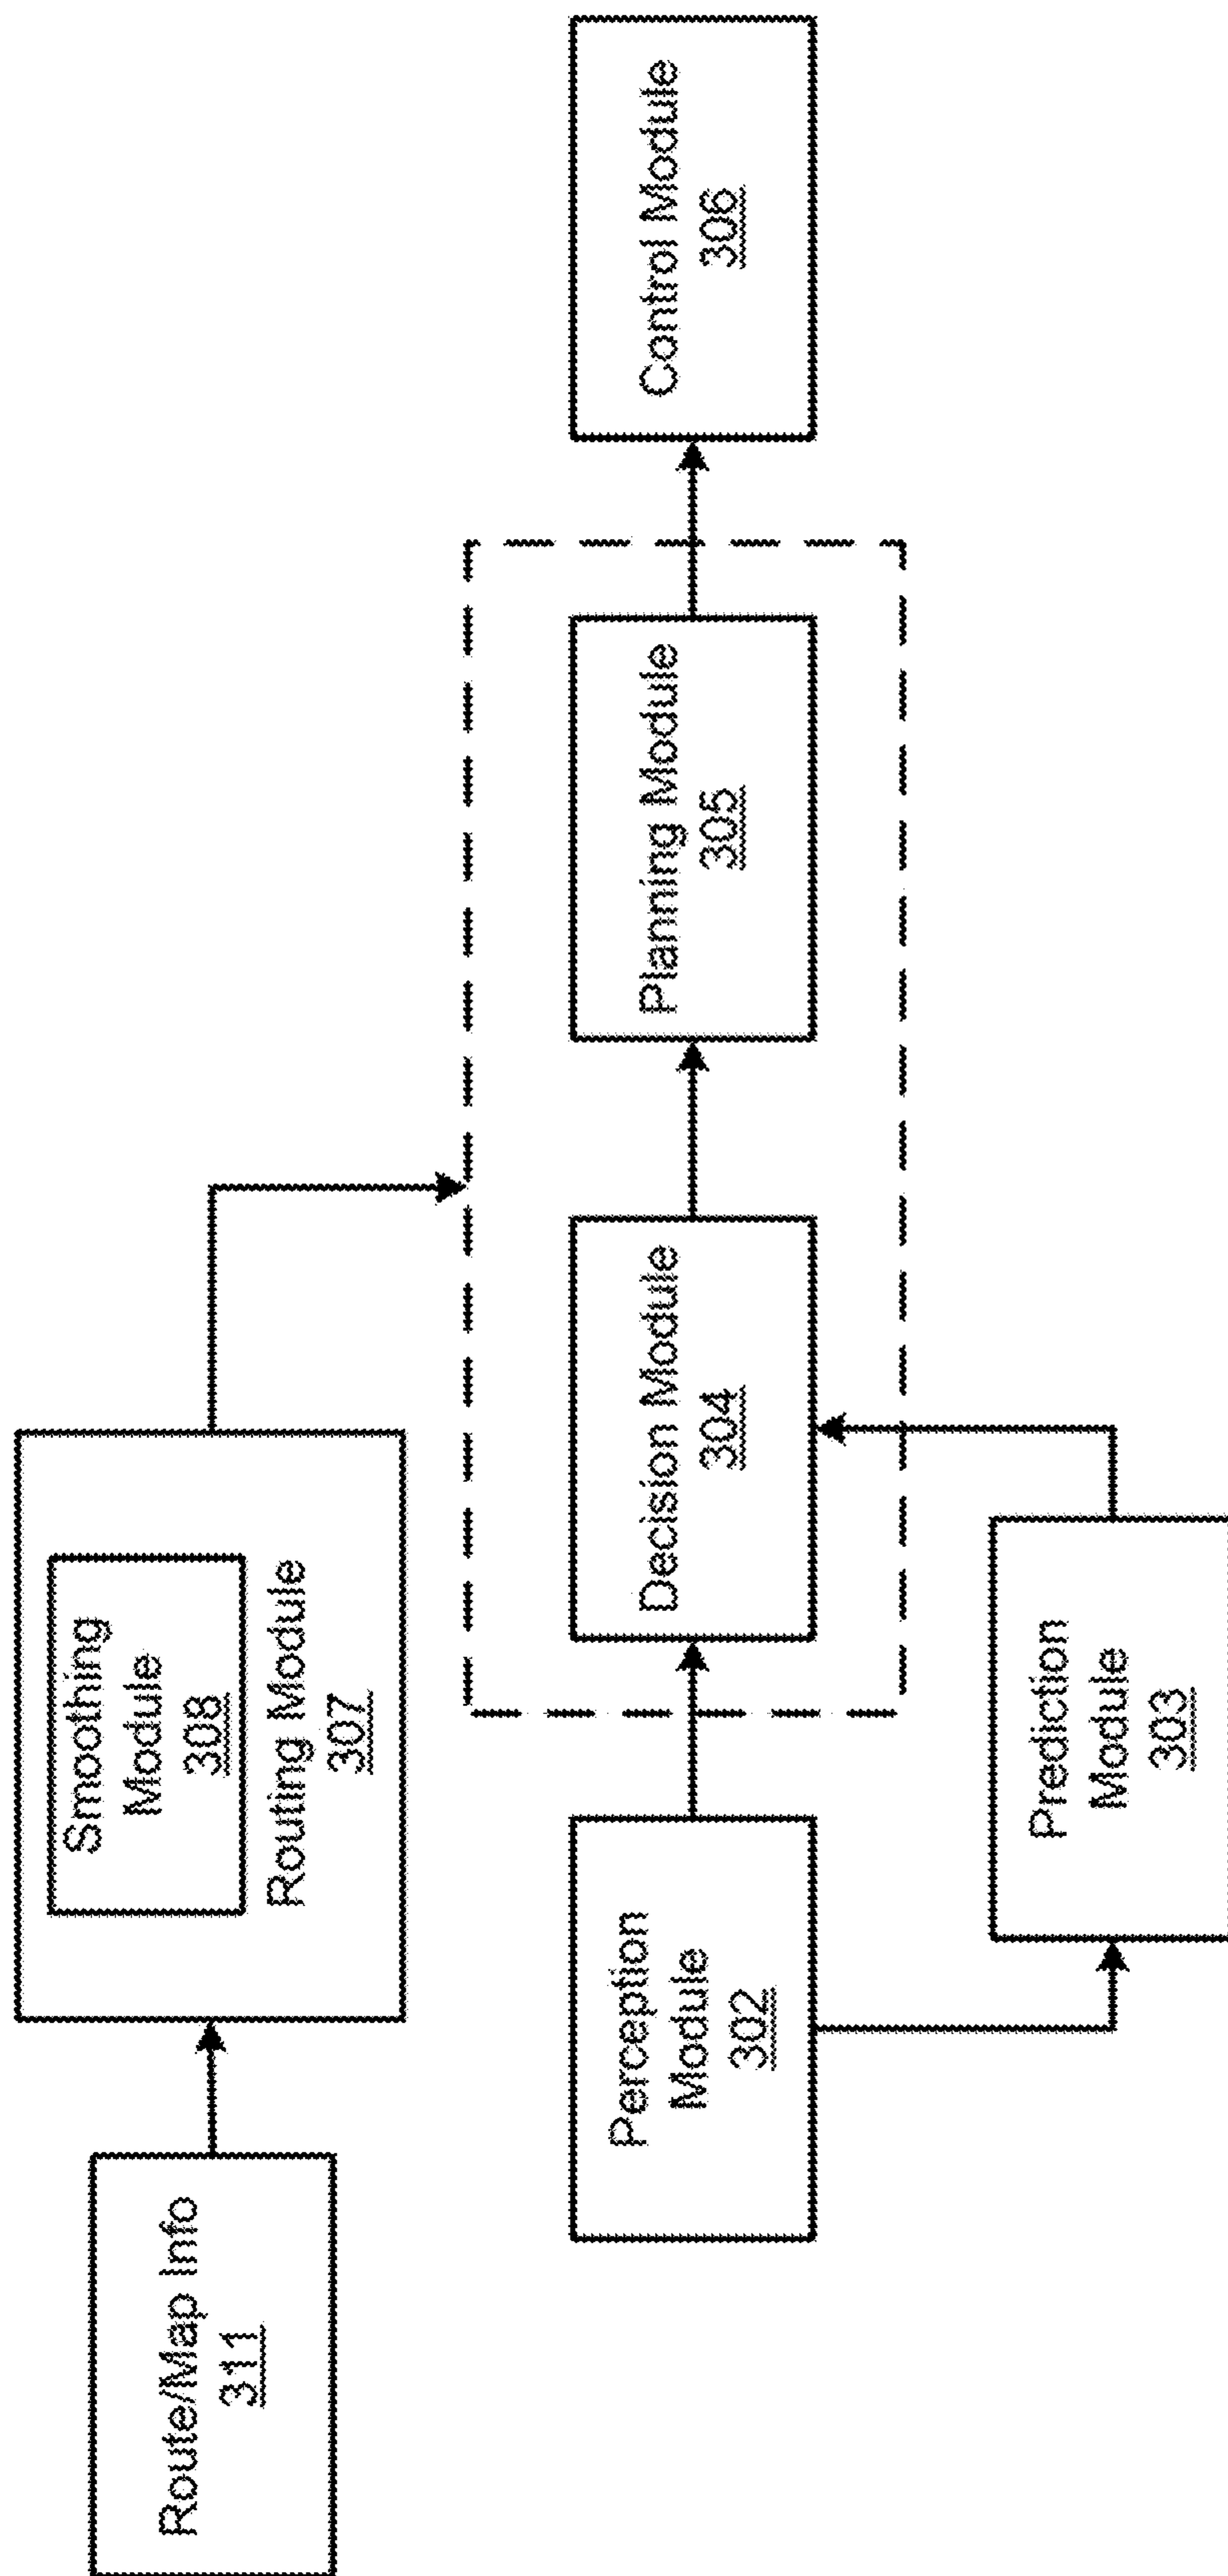 Route/Map Info
311
Smoothing
Module
308
Routing Module
307
Perception
Module
302
Decision Module
304
Planning Module
305
Control Module
306
Prediction
Module
303